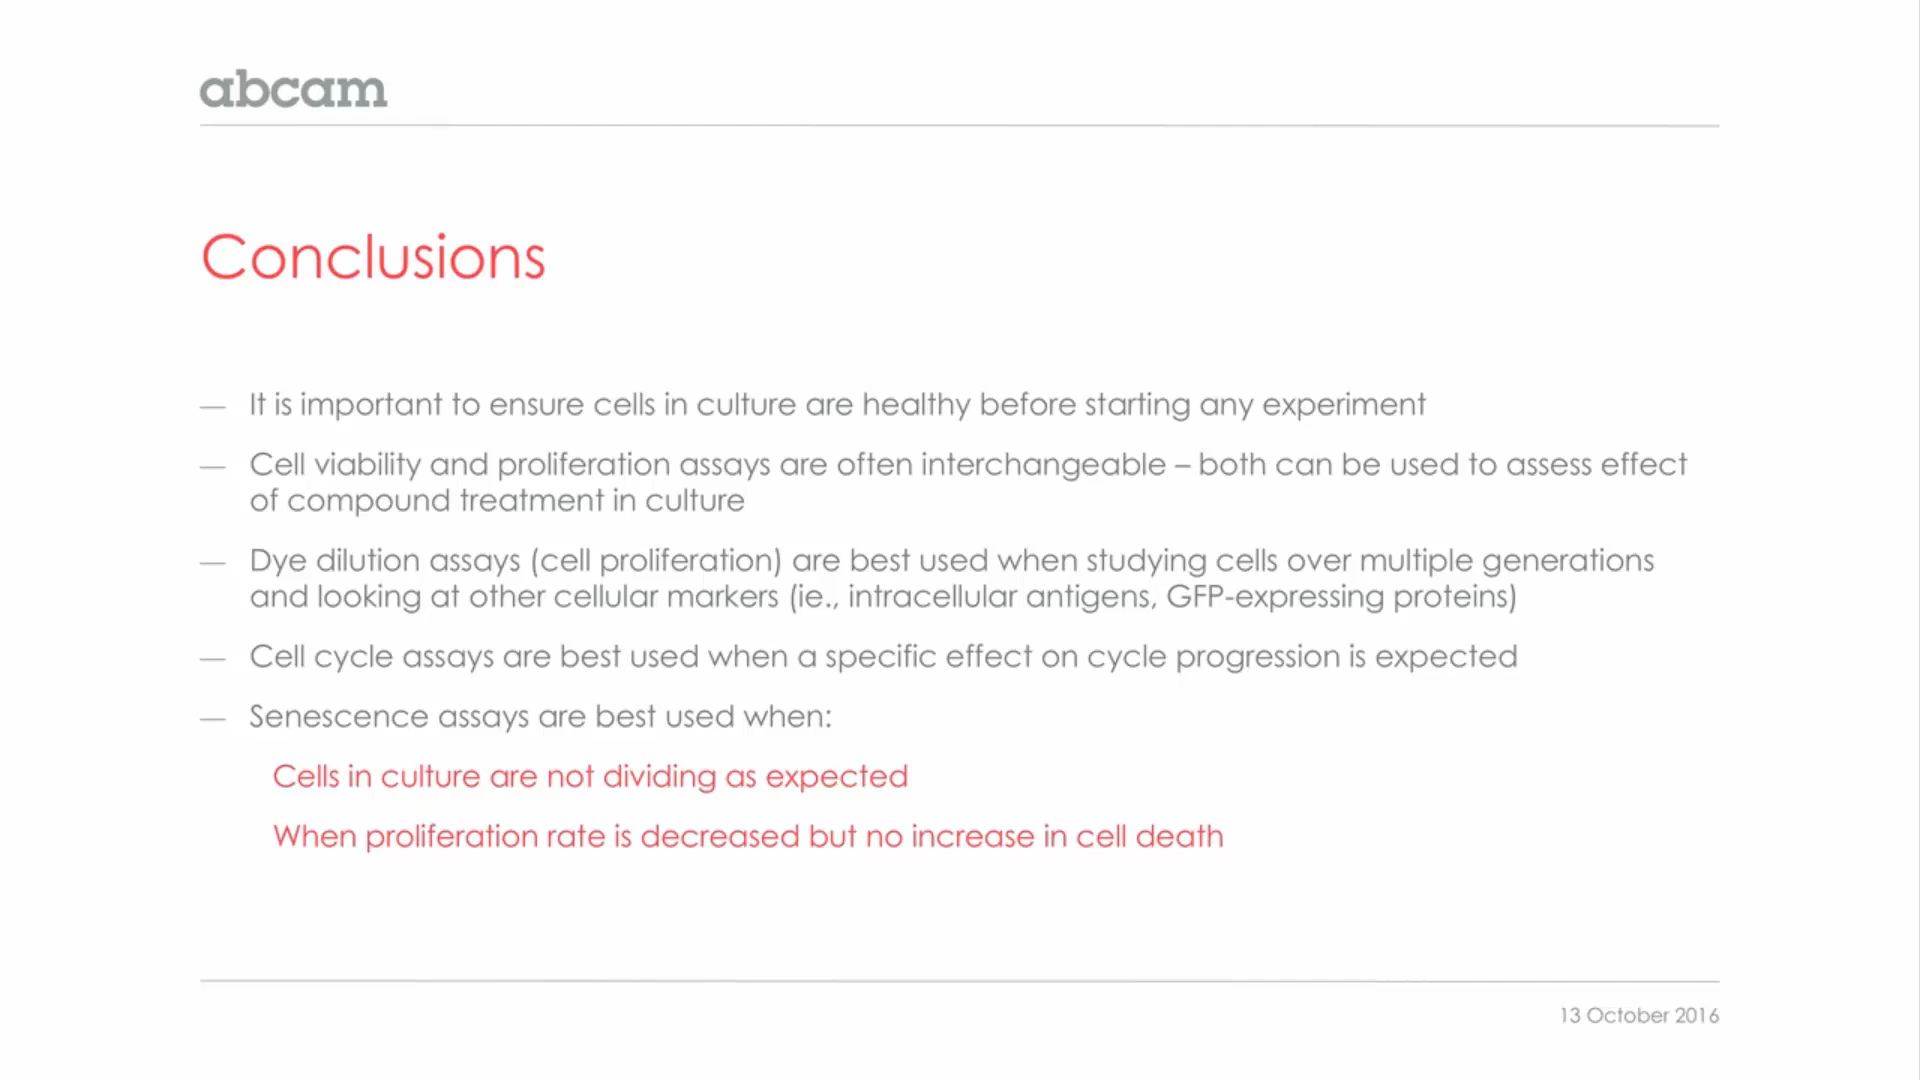 abcam
Conclusions
— It is important to ensure cells in culture are healthy before starting any experiment
— Cell viability and proliferation assays are often interchangeable – both can be used to assess effect
of compound treatment in culture
— Dye dilution assays (cell proliferation) are best used when studying cells over multiple generations
and looking at other cellular markers (ie., intracellular antigens, GFP-expressing proteins)
— Cell cycle assays are best used when a specific effect on cycle progression is expected
— Senescence assays are best used when:
Cells in culture are not dividing as expected
When proliferation rate is decreased but no increase in cell death
13 October 2016